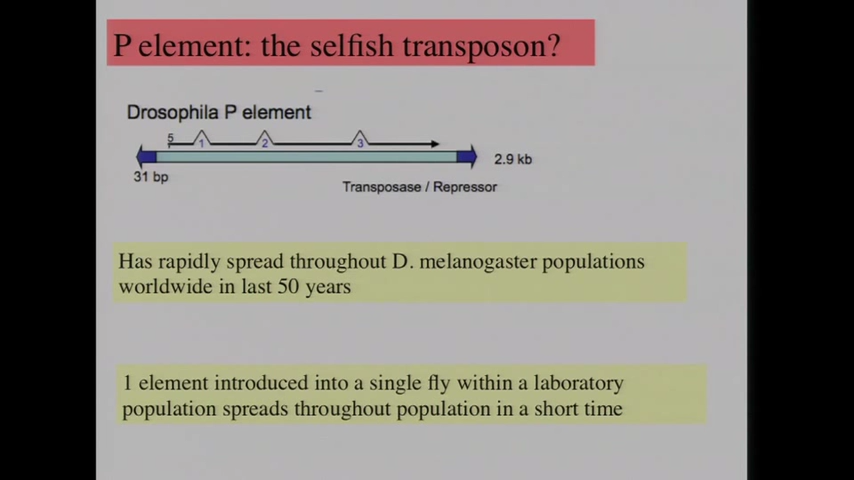 P element: the selfish transposon?
Drosophila P element
5
1
2
3
31 bp
2.9 kb
Transposase / Repressor
Has rapidly spread throughout D. melanogaster populations
worldwide in last 50 years
1 element introduced into a single fly within a laboratory
population spreads throughout population in a short time